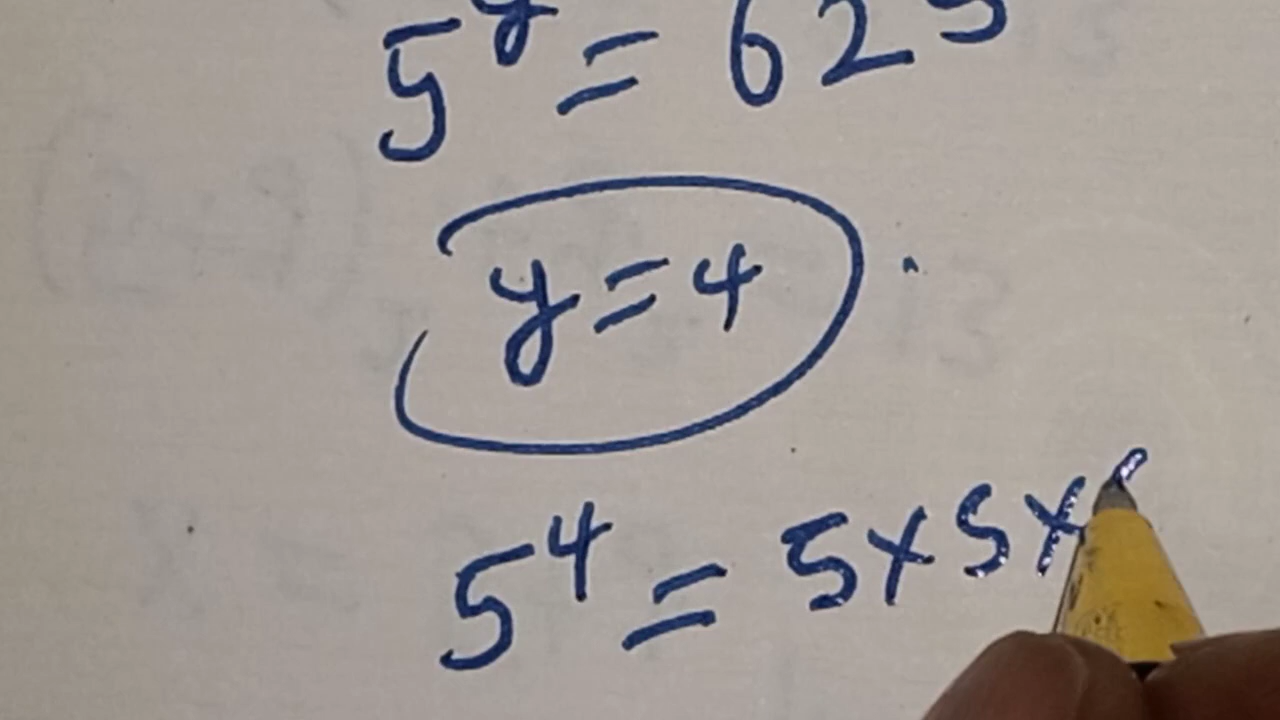 5^y = 625
y = 4
5^4 = 5 x 5 x